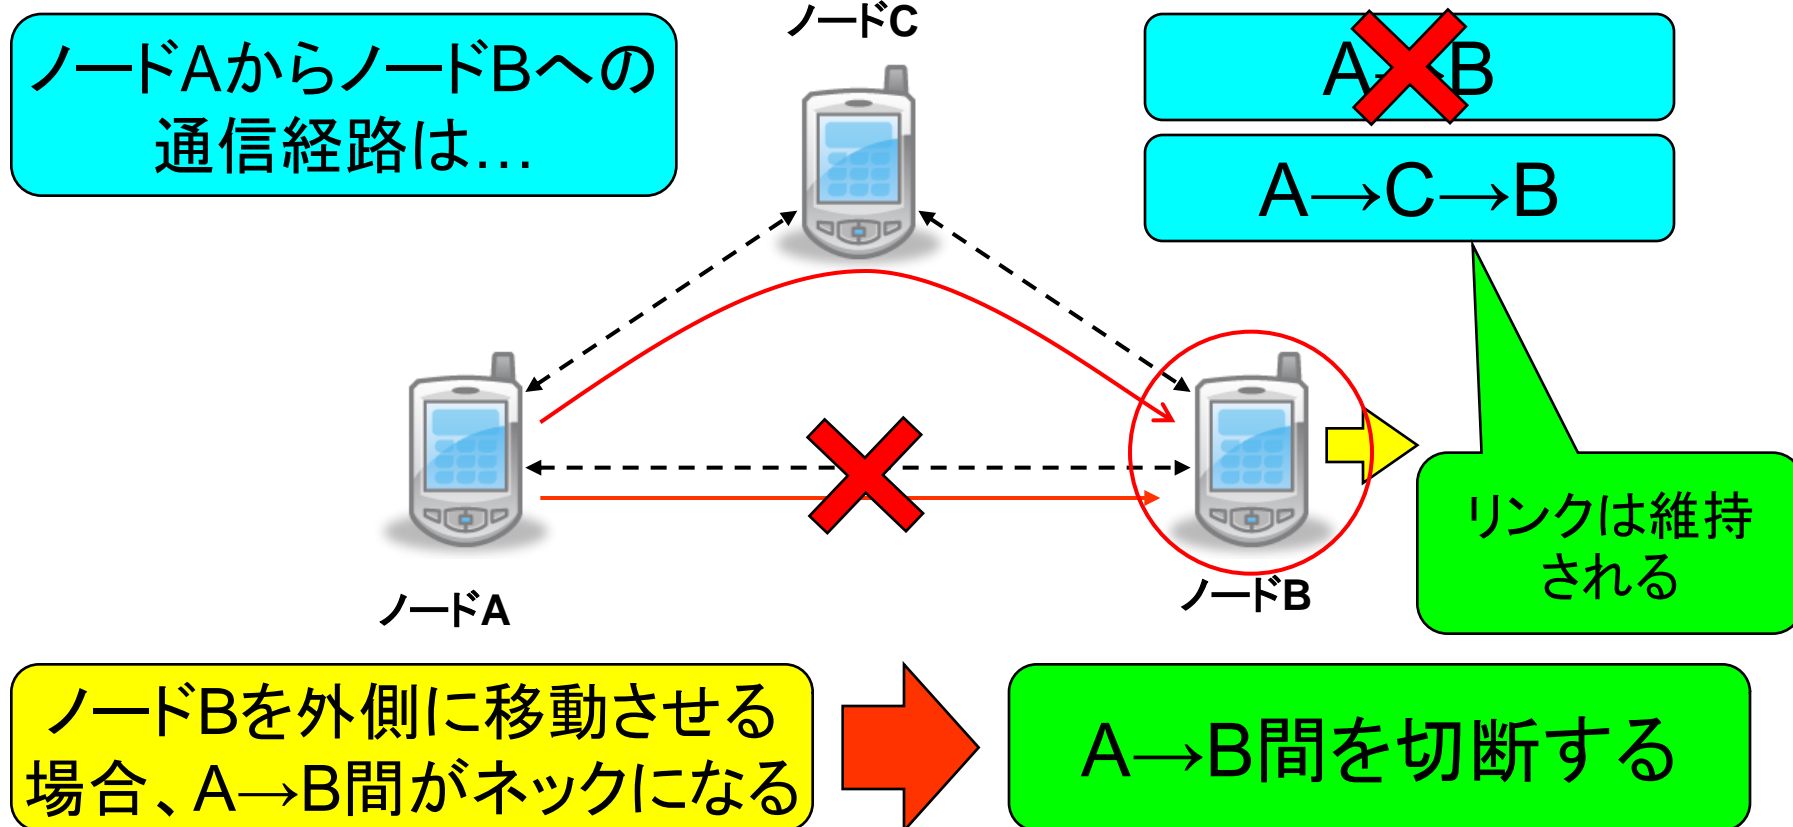 ノードC
ノードAからノードBへの
通信経路は…
A→B
A→C→B
リンクは維持
される
ノードA
ノードB
ノードBを外側に移動させる
場合、A→B間がネックになる
A→B間を切断する